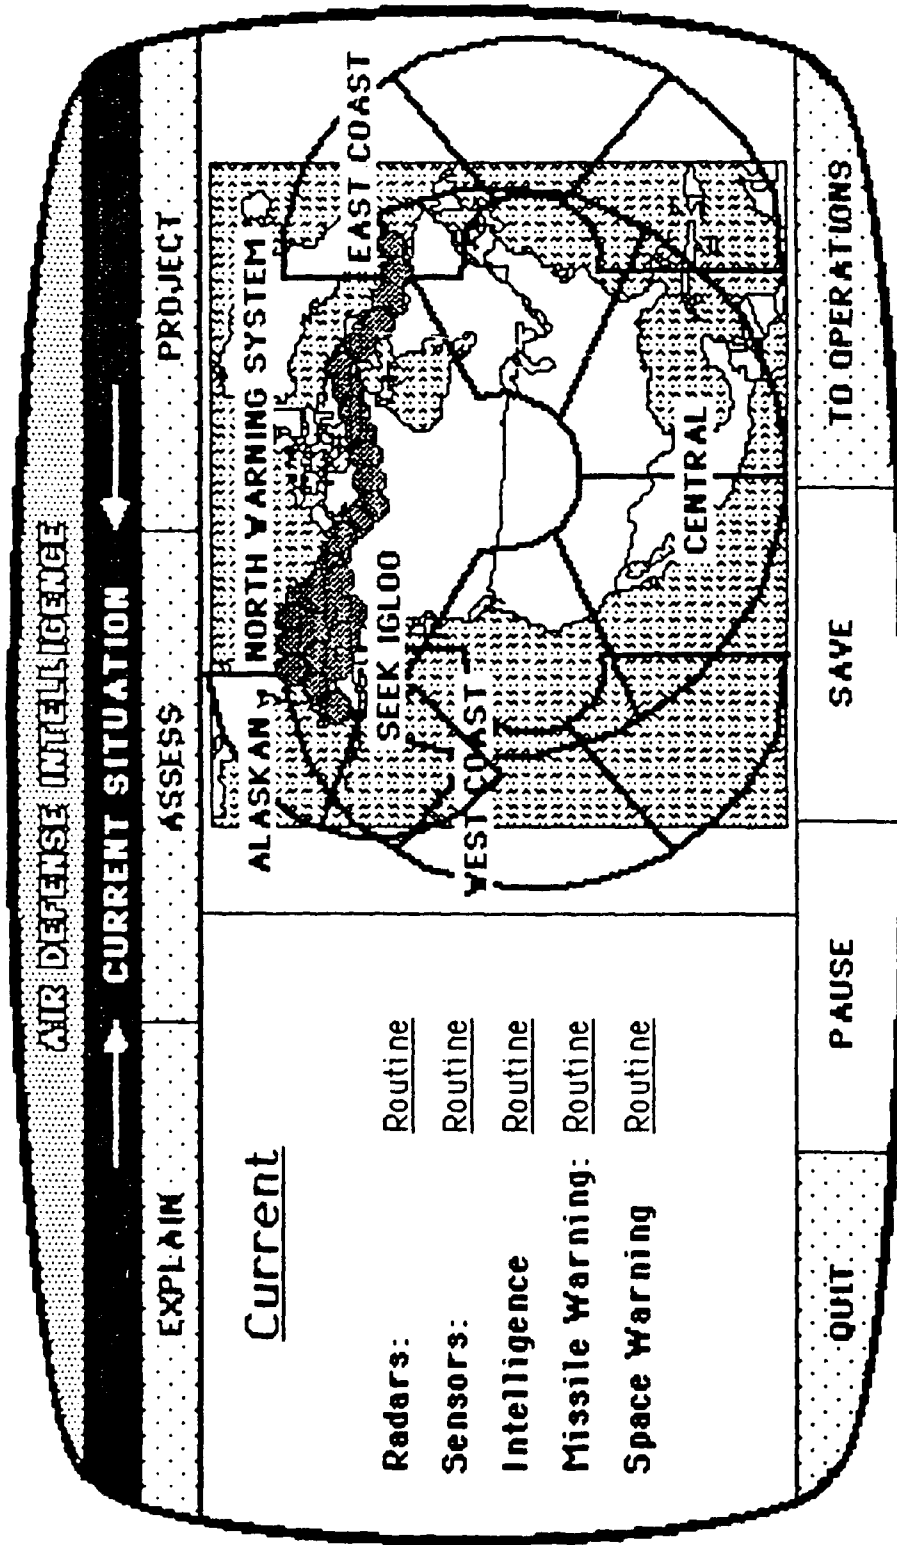 AIR DEFENSE INTELLIGENCE
CURRENT SITUATION
EXPLAIN ASSESS PROJECT
Current
Radars: Routine
Sensors: Routine
Intelligence Routine
Missile Warning: Routine
Space Warning Routine
ALASKAN
NORTH WARNING SYSTEM
EAST COAST
SEEK IGLOO
WEST COAST
CENTRAL
QUIT PAUSE SAVE TO OPERATIONS